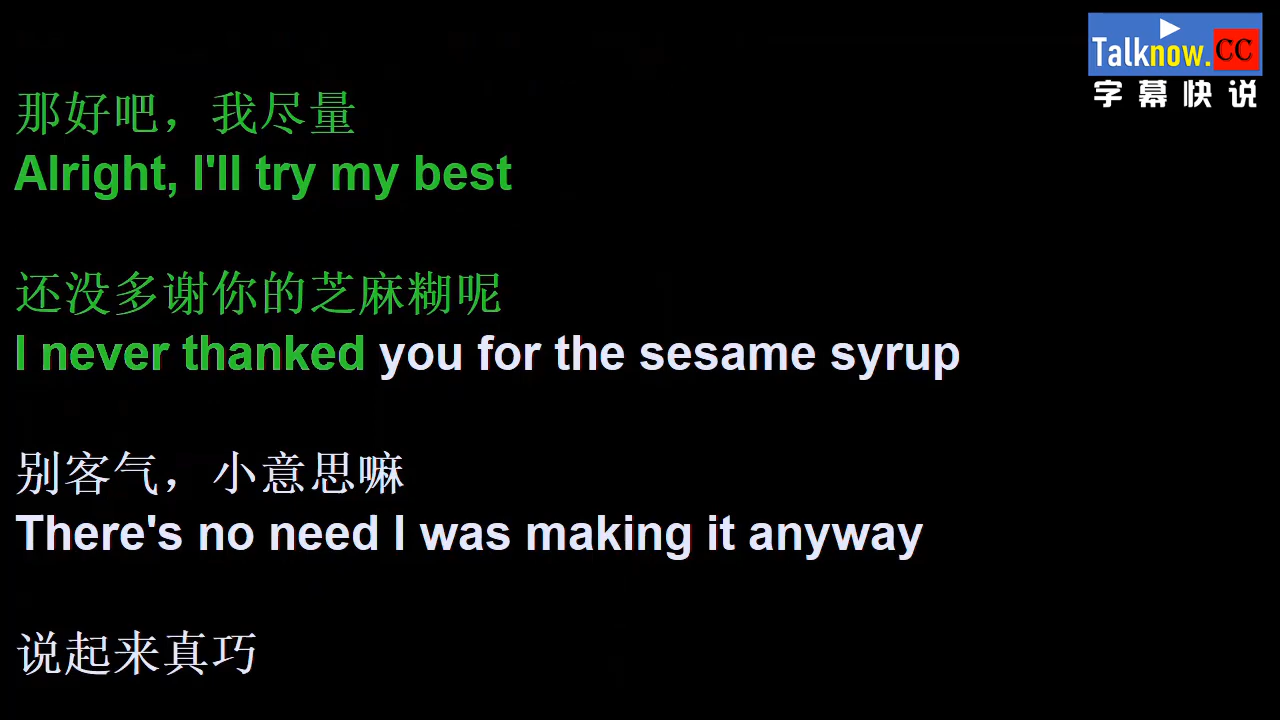 Talknow.CC
字幕快说
那好吧，我尽量
Alright, I'll try my best
还没多谢你的芝麻糊呢
I never thanked you for the sesame syrup
别客气，小意思嘛
There's no need I was making it anyway
说起来真巧